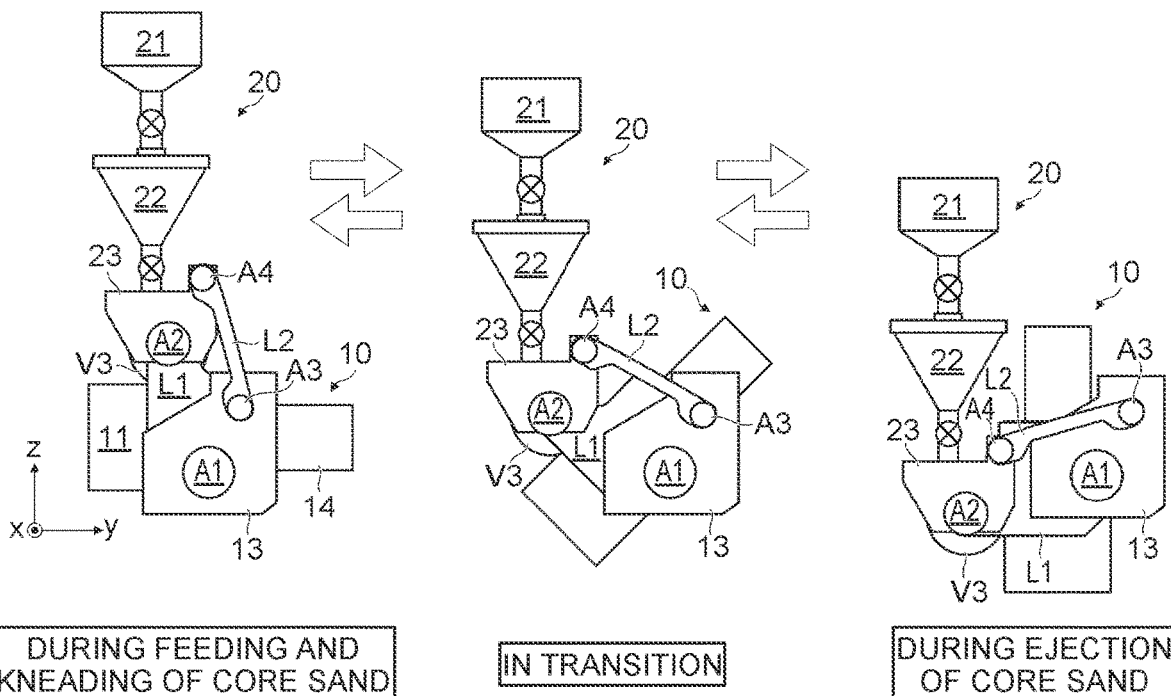 21
20
22
23
A4
A2
L2
V3
L1
A3
10
11
A1
14
z
x
y
13
DURING FEEDING AND
KNEADING OF CORE SAND
21
20
22
10
A4
23
L2
A2
A3
L1
V3
A1
13
IN TRANSITION
21
20
10
22
A3
L2
A4
23
A1
A2
L1
13
V3
DURING EJECTION
OF CORE SAND